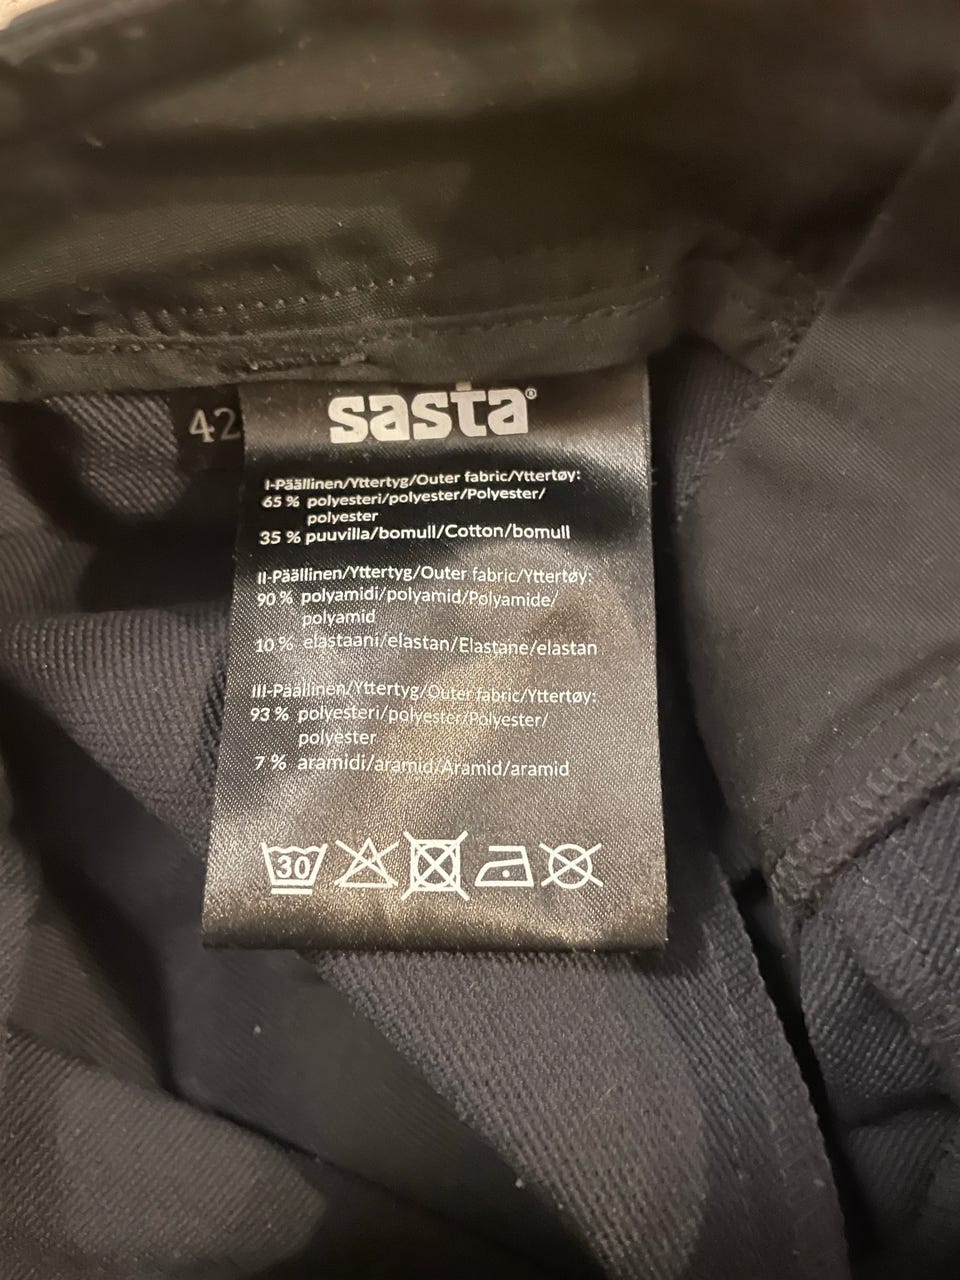 sasta®
42
I-Päällinen/Yttertyg/Outer fabric/Yttertøy:
65 % polyesteri/polyester/Polyester/
polyester
35 % puuvilla/bomull/Cotton/bomull
II-Päällinen/Yttertyg/Outer fabric/Yttertøy:
90 % polyamidi/polyamid/Polyamide/
polyamid
10 % elastaani/elastan/Elastane/elastan
III-Päällinen/Yttertyg/Outer fabric/Yttertøy:
93 % polyesteri/polyester/Polyester/
polyester
7 % aramidi/aramid/Aramid/aramid
30